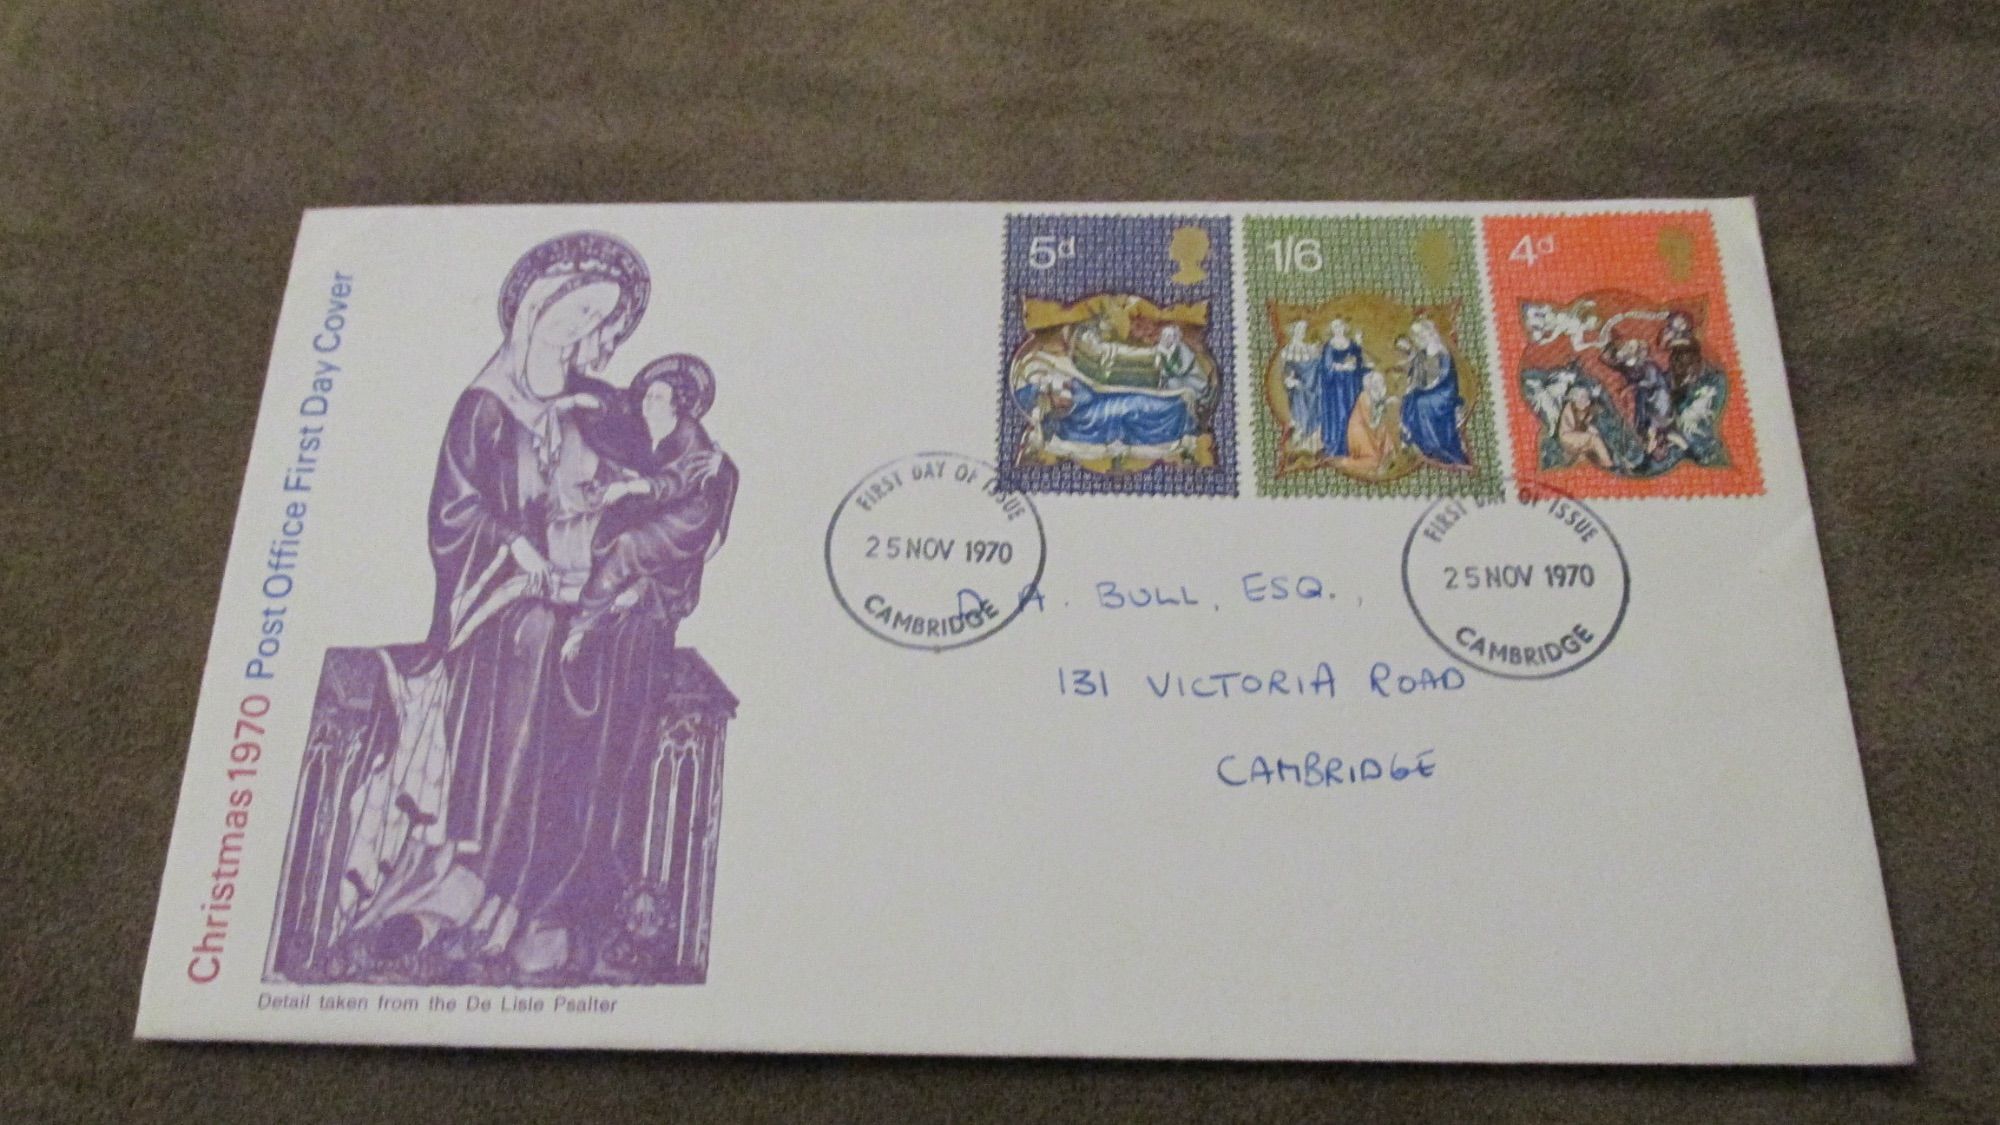 Christmas 1970 Post Office First Day Cover
Detail taken from the De Lisle Psalter
5d
1/6
4d
FIRST DAY OF ISSUE
25 NOV 1970
CAMBRIDGE
FIRST DAY OF ISSUE
25 NOV 1970
CAMBRIDGE
D. A. BULL, ESQ.,
131 VICTORIA ROAD
CAMBRIDGE